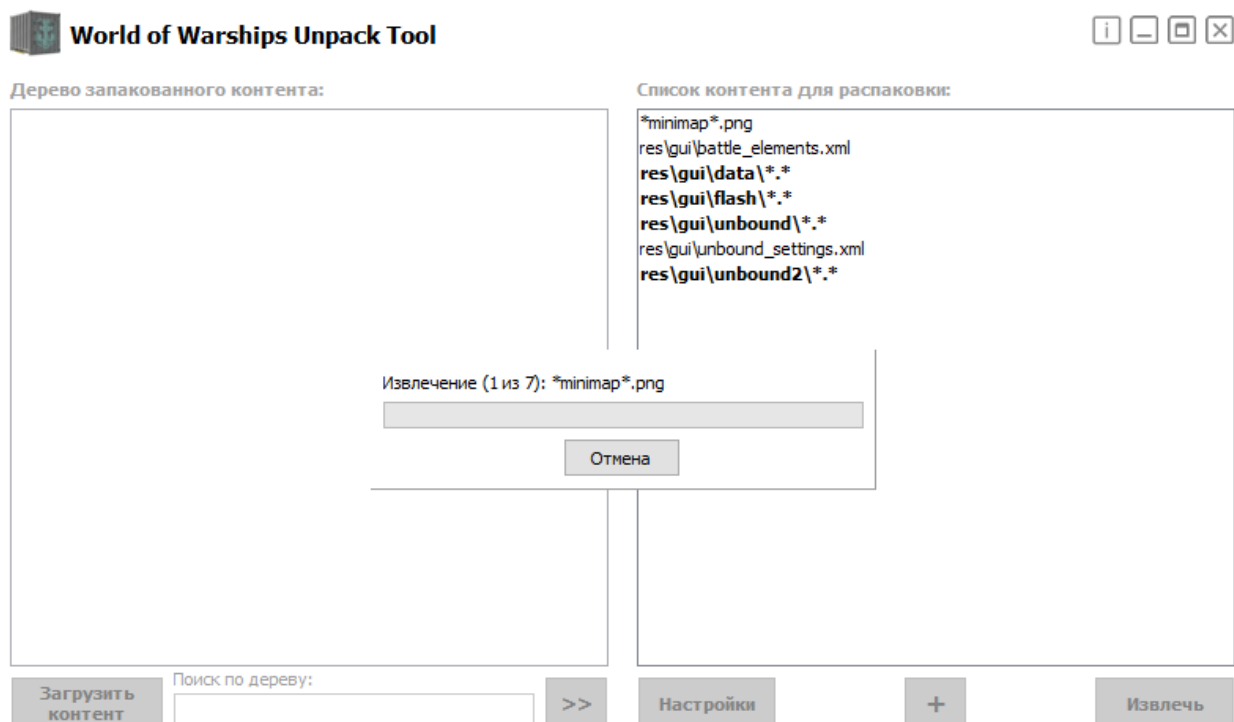 World of Warships Unpack Tool
Дерево запакованного контента:
Список контента для распаковки:
*minimap*.png
res\gui\battle_elements.xml
res\gui\data\*.*
res\gui\flash\*.*
res\gui\unbound\*.*
res\gui\unbound_settings.xml
res\gui\unbound2\*.*
Извлечение (1 из 7): *minimap*.png
Отмена
Загрузить
контент
Поиск по дереву:
>>
Настройки
+
Извлечь